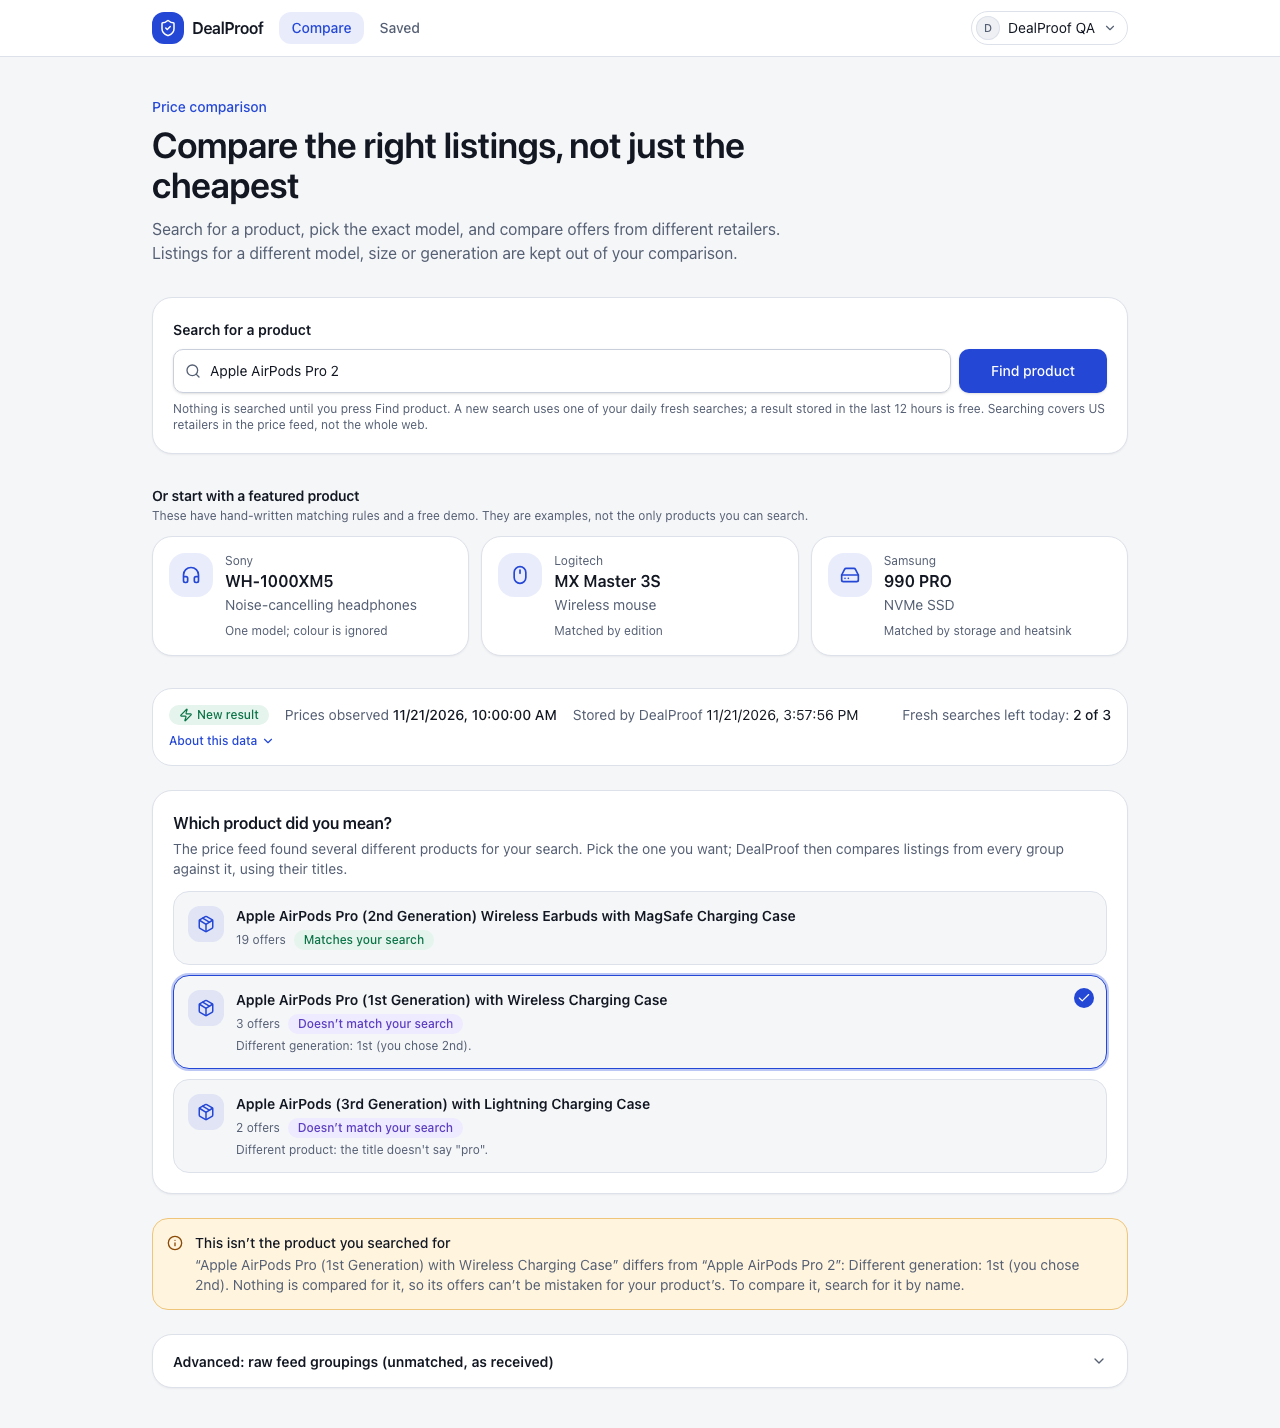 DealProof
Compare
Saved
D
DealProof QA
Price comparison
Compare the right listings, not just the
cheapest
Search for a product, pick the exact model, and compare offers from different retailers.
Listings for a different model, size or generation are kept out of your comparison.
Search for a product
Apple AirPods Pro 2
Find product
Nothing is searched until you press Find product. A new search uses one of your daily fresh searches; a result stored in the last 12 hours is free. Searching covers US
retailers in the price feed, not the whole web.
Or start with a featured product
These have hand-written matching rules and a free demo. They are examples, not the only products you can search.
Sony
WH-1000XM5
Noise-cancelling headphones
One model; colour is ignored
Logitech
MX Master 3S
Wireless mouse
Matched by edition
Samsung
990 PRO
NVMe SSD
Matched by storage and heatsink
New result
Prices observed 11/21/2026, 10:00:00 AM
Stored by DealProof 11/21/2026, 3:57:56 PM
Fresh searches left today: 2 of 3
About this data
Which product did you mean?
The price feed found several different products for your search. Pick the one you want; DealProof then compares listings from every group
against it, using their titles.
Apple AirPods Pro (2nd Generation) Wireless Earbuds with MagSafe Charging Case
19 offers
Matches your search
Apple AirPods Pro (1st Generation) with Wireless Charging Case
3 offers
Doesn’t match your search
Different generation: 1st (you chose 2nd).
Apple AirPods (3rd Generation) with Lightning Charging Case
2 offers
Doesn’t match your search
Different product: the title doesn't say "pro".
This isn’t the product you searched for
“Apple AirPods Pro (1st Generation) with Wireless Charging Case” differs from “Apple AirPods Pro 2”: Different generation: 1st (you chose
2nd). Nothing is compared for it, so its offers can’t be mistaken for your product’s. To compare it, search for it by name.
Advanced: raw feed groupings (unmatched, as received)